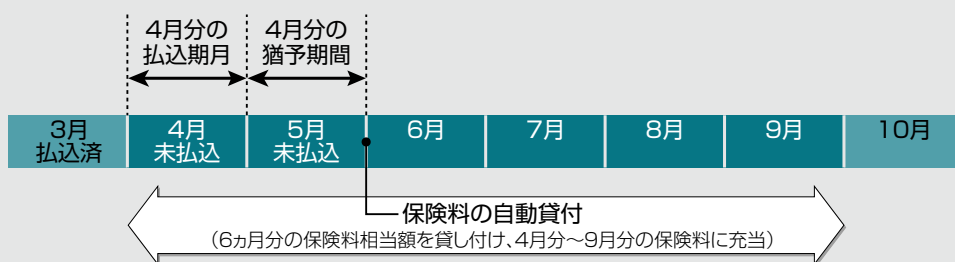 4月分の
払込期月
4月分の
猶予期間
3月
払込済
4月
未払込
5月
未払込
6月
7月
8月
9月
10月
保険料の自動貸付
（6ヵ月分の保険料相当額を貸し付け、4月分〜9月分の保険料に充当）